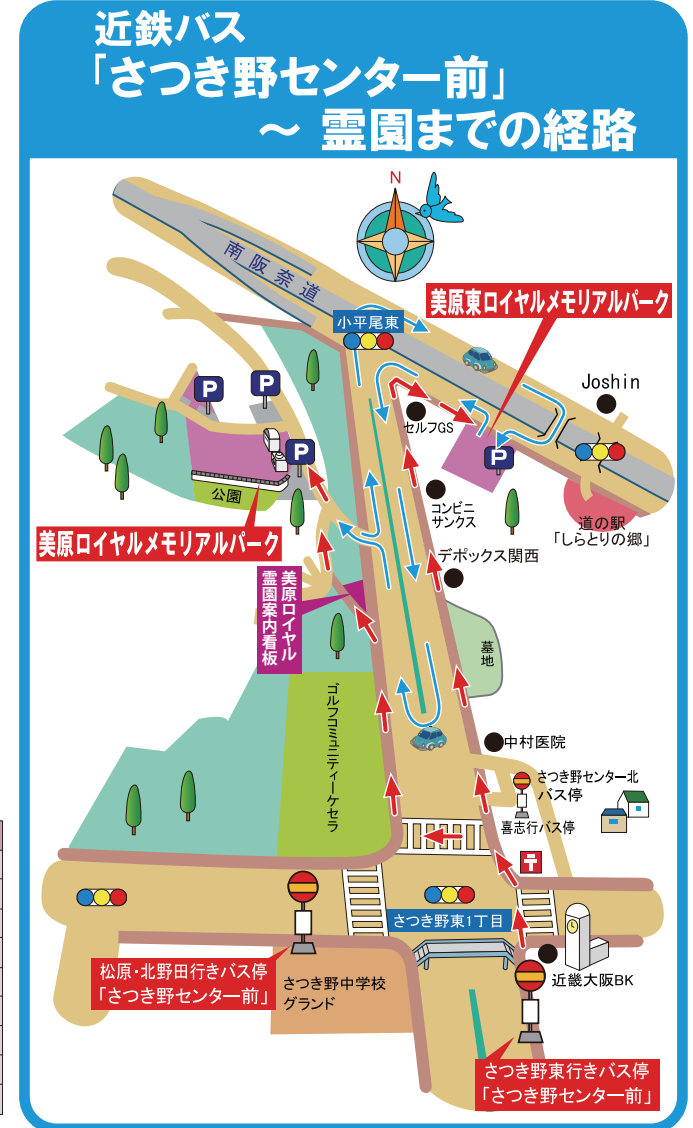 近鉄バス
「さつき野センター前」
～ 霊園までの経路
N
南阪奈道
小平尾東
美原東ロイヤルメモリアルパーク
Joshin
セルフGS
P
P
P
P
公園
コンビニ
サンクス
道の駅
「しらとりの郷」
美原ロイヤルメモリアルパーク
デポックス関西
美原ロイヤル
霊園案内看板
墓地
ゴルフコミュニティーケセラ
中村医院
さつき野センター北
バス停
喜志行バス停
〒
さつき野東1丁目
松原・北野田行きバス停
「さつき野センター前」
さつき野中学校
グランド
近畿大阪BK
さつき野東行きバス停
「さつき野センター前」